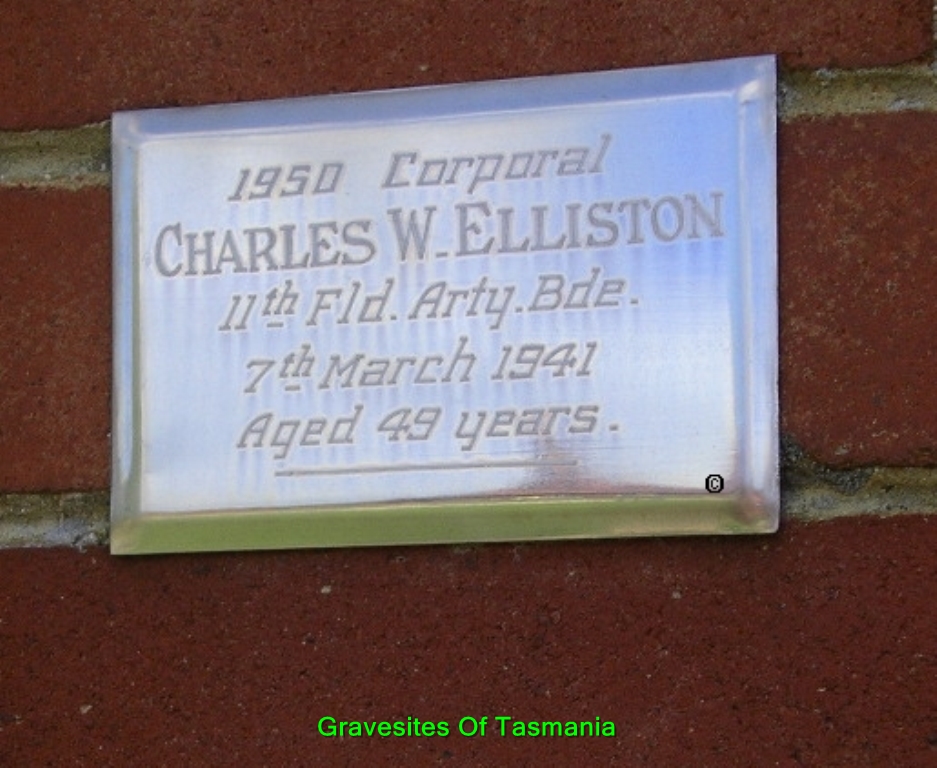 1950 Corporal
CHARLES W. ELLISTON
11th Fld. Arty. Bde.
7th March 1941
Aged 49 years.
©
Gravesites Of Tasmania